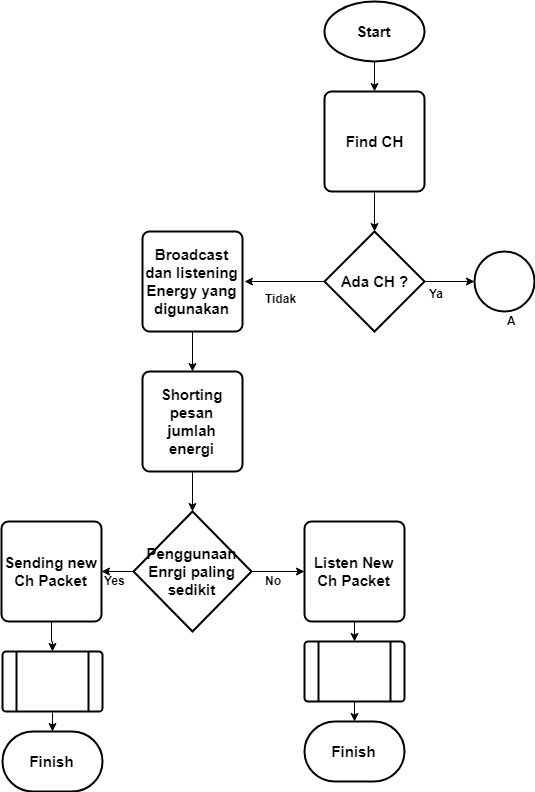 Start
Find CH
Ada CH ?
Ya
A
Tidak
Broadcast
dan listening
Energy yang
digunakan
Shorting
pesan
jumlah
energi
Penggunaan
Enrgi paling
sedikit
Yes
No
Sending new
Ch Packet
Listen New
Ch Packet
Finish
Finish